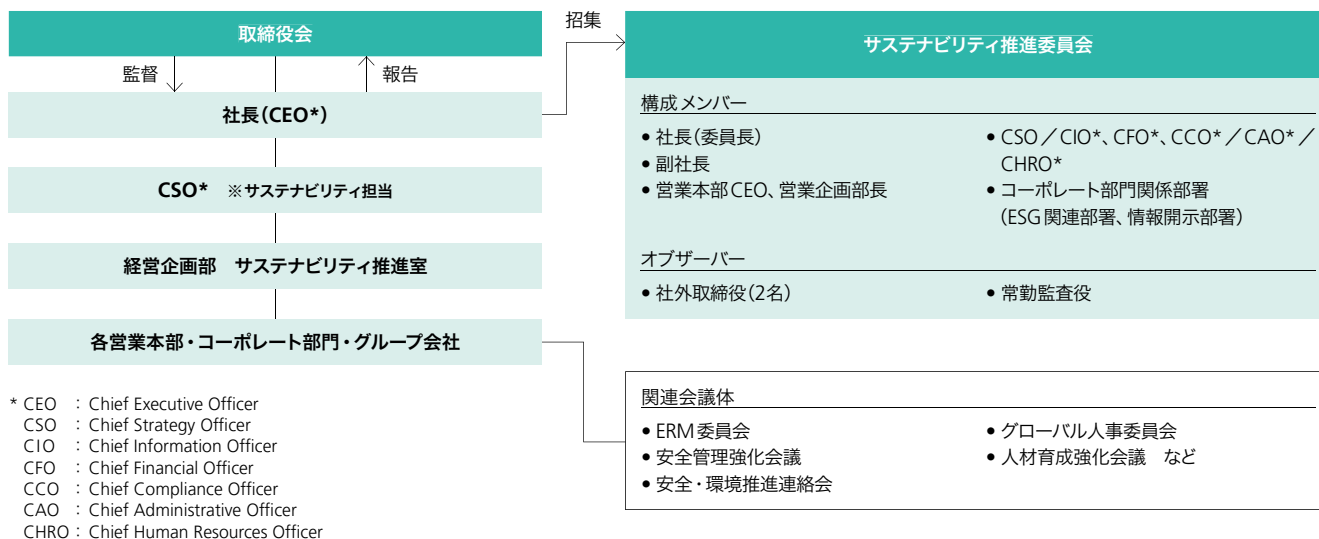 取締役会
監督
報告
社長(CEO*)
CSO* ※サステナビリティ担当
経営企画部　サステナビリティ推進室
各営業本部・コーポレート部門・グループ会社
* CEO ： Chief Executive Officer
CSO ： Chief Strategy Officer
CIO ： Chief Information Officer
CFO ： Chief Financial Officer
CCO ： Chief Compliance Officer
CAO ： Chief Administrative Officer
CHRO ： Chief Human Resources Officer
招集
サステナビリティ推進委員会
構成メンバー
• 社長(委員長)
• 副社長
• 営業本部CEO、営業企画部長
• CSO／CIO*、CFO*、CCO*／CAO*／
CHRO*
• コーポレート部門関係部署
(ESG関連部署、情報開示部署)
オブザーバー
• 社外取締役(2名)
• 常勤監査役
関連会議体
• ERM委員会
• 安全管理強化会議
• 安全・環境推進連絡会
• グローバル人事委員会
• 人材育成強化会議　など